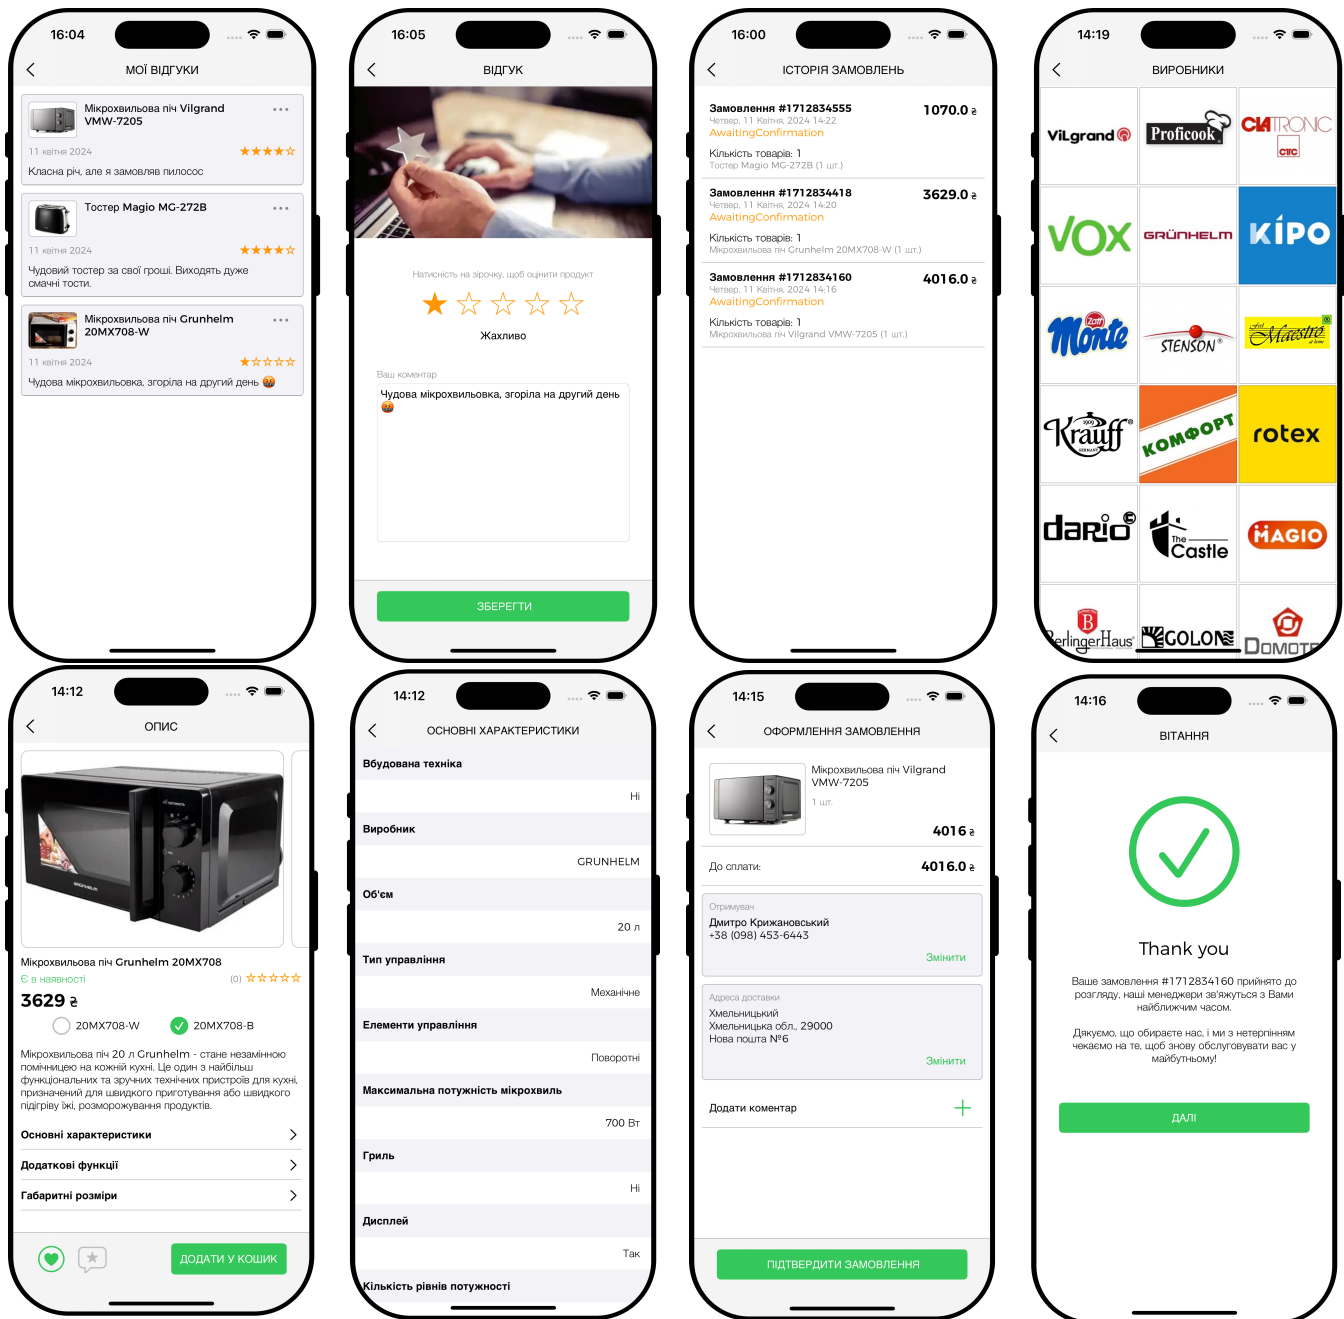 16:04
МОЇ ВІДГУКИ
Мікрохвильова піч Vilgrand
VMW-7205
11 квітня 2024
Класна річ, але я замовляв пилосос
Тостер Magio MG-272B
11 квітня 2024
Чудовий тостер за свої гроші. Виходять дуже
смачні тости.
Мікрохвильова піч Grunhelm
20MX708-W
11 квітня 2024
Чудова мікрохвильовка, згоріла на другий день 🤬
16:05
ВІДГУК
Натисність на зірочку, щоб оцінити продукт
Жахливо
Ваш коментар
Чудова мікрохвильовка, згоріла на другий день
🤬
ЗБЕРЕГТИ
16:00
ІСТОРІЯ ЗАМОВЛЕНЬ
Замовлення #1712834555 1070.0 ₴
Четвер, 11 Квітня, 2024 14:22
AwaitingConfirmation
Кількість товарів: 1
Тостер Magio MG-272B (1 шт.)
Замовлення #1712834418 3629.0 ₴
Четвер, 11 Квітня, 2024 14:20
AwaitingConfirmation
Кількість товарів: 1
Мікрохвильова піч Grunhelm 20MX708-W (1 шт.)
Замовлення #1712834160 4016.0 ₴
Четвер, 11 Квітня, 2024 14:16
AwaitingConfirmation
Кількість товарів: 1
Мікрохвильова піч Vilgrand VMW-7205 (1 шт.)
14:19
ВИРОБНИКИ
ViLgrand
Proficook
CLATRONIC
CTC
VOX
GRÜNHELM
KİPO
zott
Monte
STENSON®
Maestro
1909
Krauff®
GERMANY
КОМФОРТ
rotex
dario
The
Castle
MAGIO
B
BerlingerHaus
GOLON
DOMOTE
14:12
ОПИС
GRÜNHELM
Мікрохвильова піч Grunhelm 20MX708
Є в наявності (0)
3629 ₴
20MX708-W 20MX708-B
Мікрохвильова піч 20 л Grunhelm - стане незамінною
помічницею на кожній кухні. Це один з найбільш
функціональних та зручних технічних пристроїв для кухні,
призначений для швидкого приготування або швидкого
підігріву їжі, розморожування продуктів.
Основні характеристики
Додаткові функції
Габаритні розміри
ДОДАТИ У КОШИК
14:12
ОСНОВНІ ХАРАКТЕРИСТИКИ
Вбудована техніка
Ні
Виробник
GRUNHELM
Об'єм
20 л
Тип управління
Механічне
Елементи управління
Поворотні
Максимальна потужність мікрохвиль
700 Вт
Гриль
Ні
Дисплей
Так
Кількість рівнів потужності
14:15
ОФОРМЛЕННЯ ЗАМОВЛЕННЯ
Мікрохвильова піч Vilgrand
VMW-7205
1 шт.
4016 ₴
До сплати: 4016.0 ₴
Отримувач
Дмитро Крижановський
+38 (098) 453-6443
Змінити
Адреса доставки
Хмельницький
Хмельницька обл., 29000
Нова пошта №6
Змінити
Додати коментар
ПІДТВЕРДИТИ ЗАМОВЛЕННЯ
14:16
ВІТАННЯ
Thank you
Ваше замовлення #1712834160 прийнято до
розгляду, наші менеджери зв'яжуться з Вами
найближчим часом.
Дякуємо, що обираєте нас, і ми з нетерпінням
чекаємо на те, щоб знову обслуговувати вас у
майбутньому!
ДАЛІ